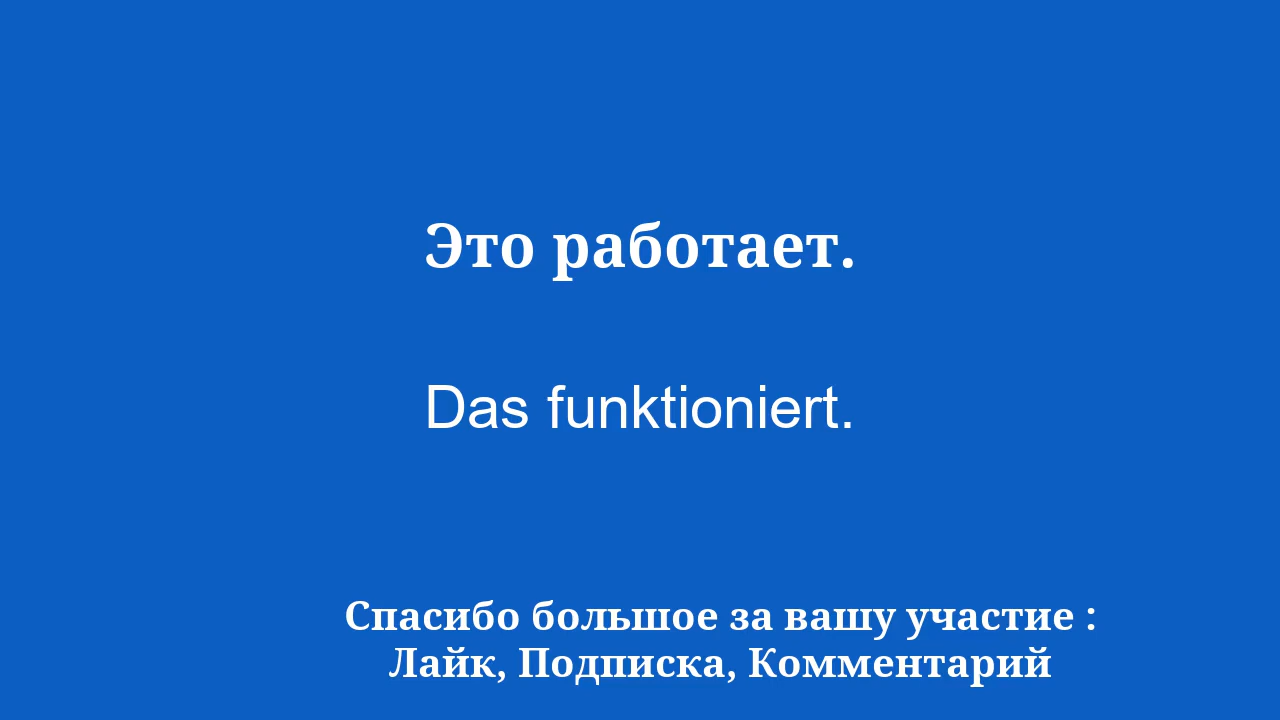 Это работает.
Das funktioniert.
Спасибо большое за вашу участие :
Лайк, Подписка, Комментарий